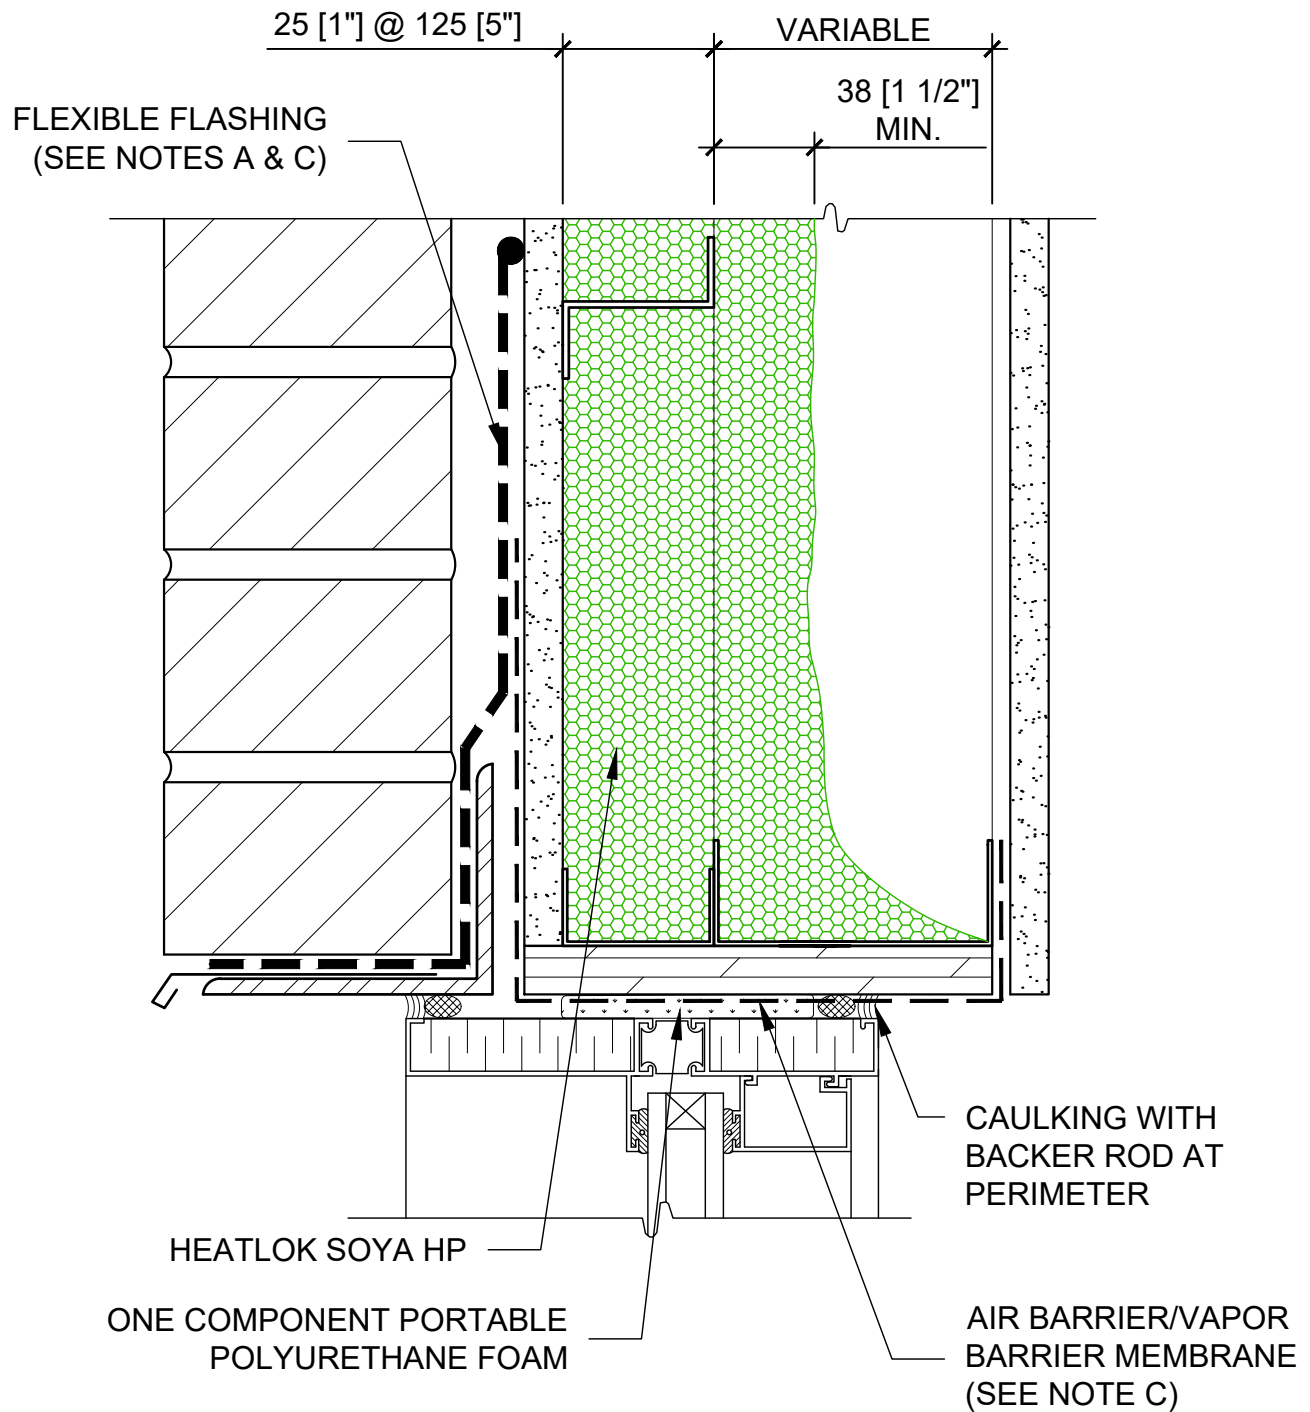 25 [1"] @ 125 [5"]
VARIABLE
38 [1 1/2"]
MIN.
FLEXIBLE FLASHING
(SEE NOTES A & C)
CAULKING WITH
BACKER ROD AT
PERIMETER
HEATLOK SOYA HP
ONE COMPONENT PORTABLE
POLYURETHANE FOAM
AIR BARRIER/VAPOR
BARRIER MEMBRANE
(SEE NOTE C)